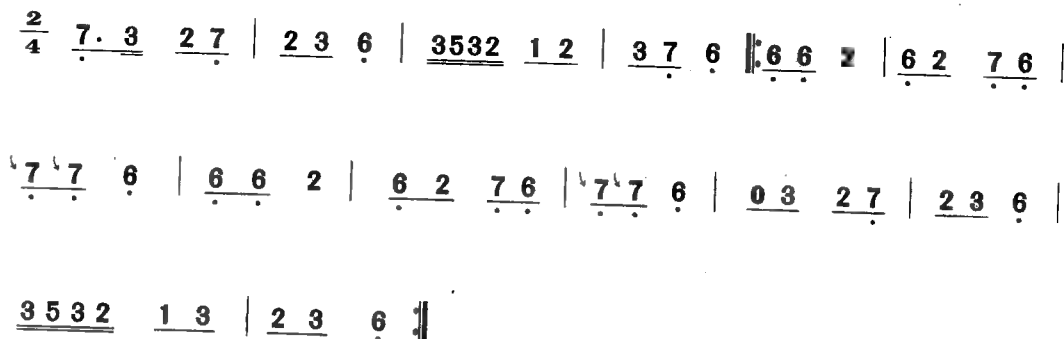 2/4 7̣. 3 2 7̣ | 2 3 6̣ | 3532 1 2 | 3 7̣ 6̣ ‖: 6̣ 6̣ 2 | 6̣ 2 7̣ 6̣ |
7̣ 7̣ 6̣ | 6̣ 6̣ 2 | 6̣ 2 7̣ 6̣ | 7̣ 7̣ 6̣ | 0 3 2 7̣ | 2 3 6̣ |
3 5 3 2 1 3 | 2 3 6̣ :‖